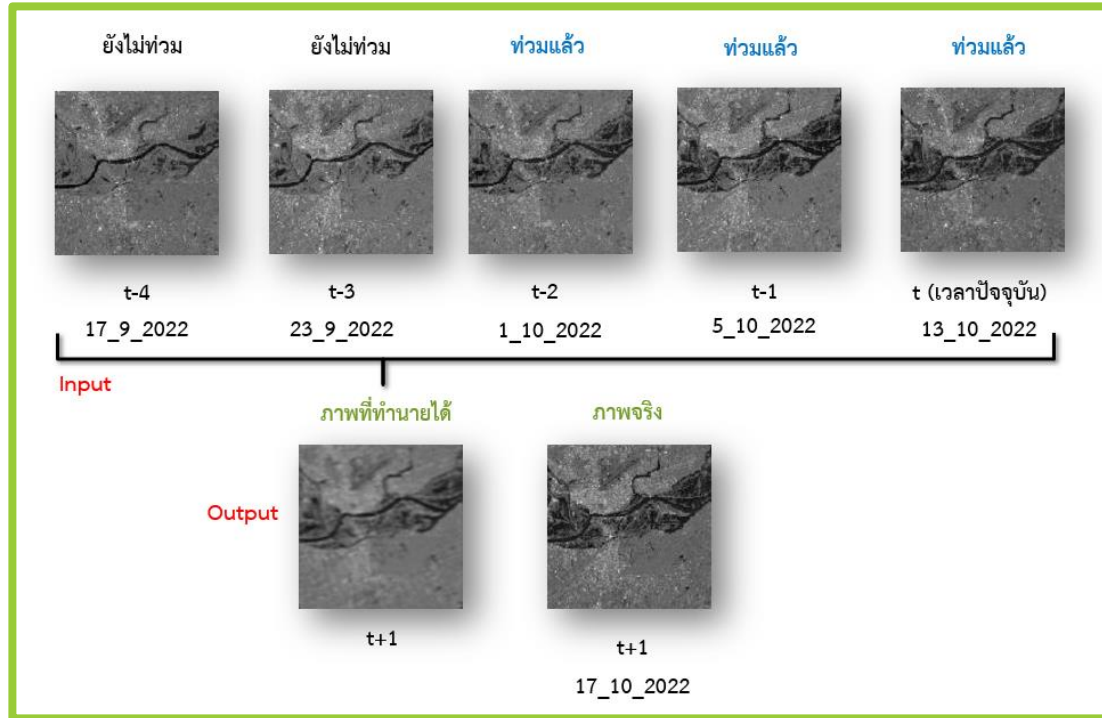 ยังไม่ท่วม ยังไม่ท่วม ท่วมแล้ว ท่วมแล้ว ท่วมแล้ว
t-4 t-3 t-2 t-1 t (เวลาปัจจุบัน)
17_9_2022 23_9_2022 1_10_2022 5_10_2022 13_10_2022
Input
ภาพที่ทำนายได้ ภาพจริง
Output
t+1 t+1
17_10_2022